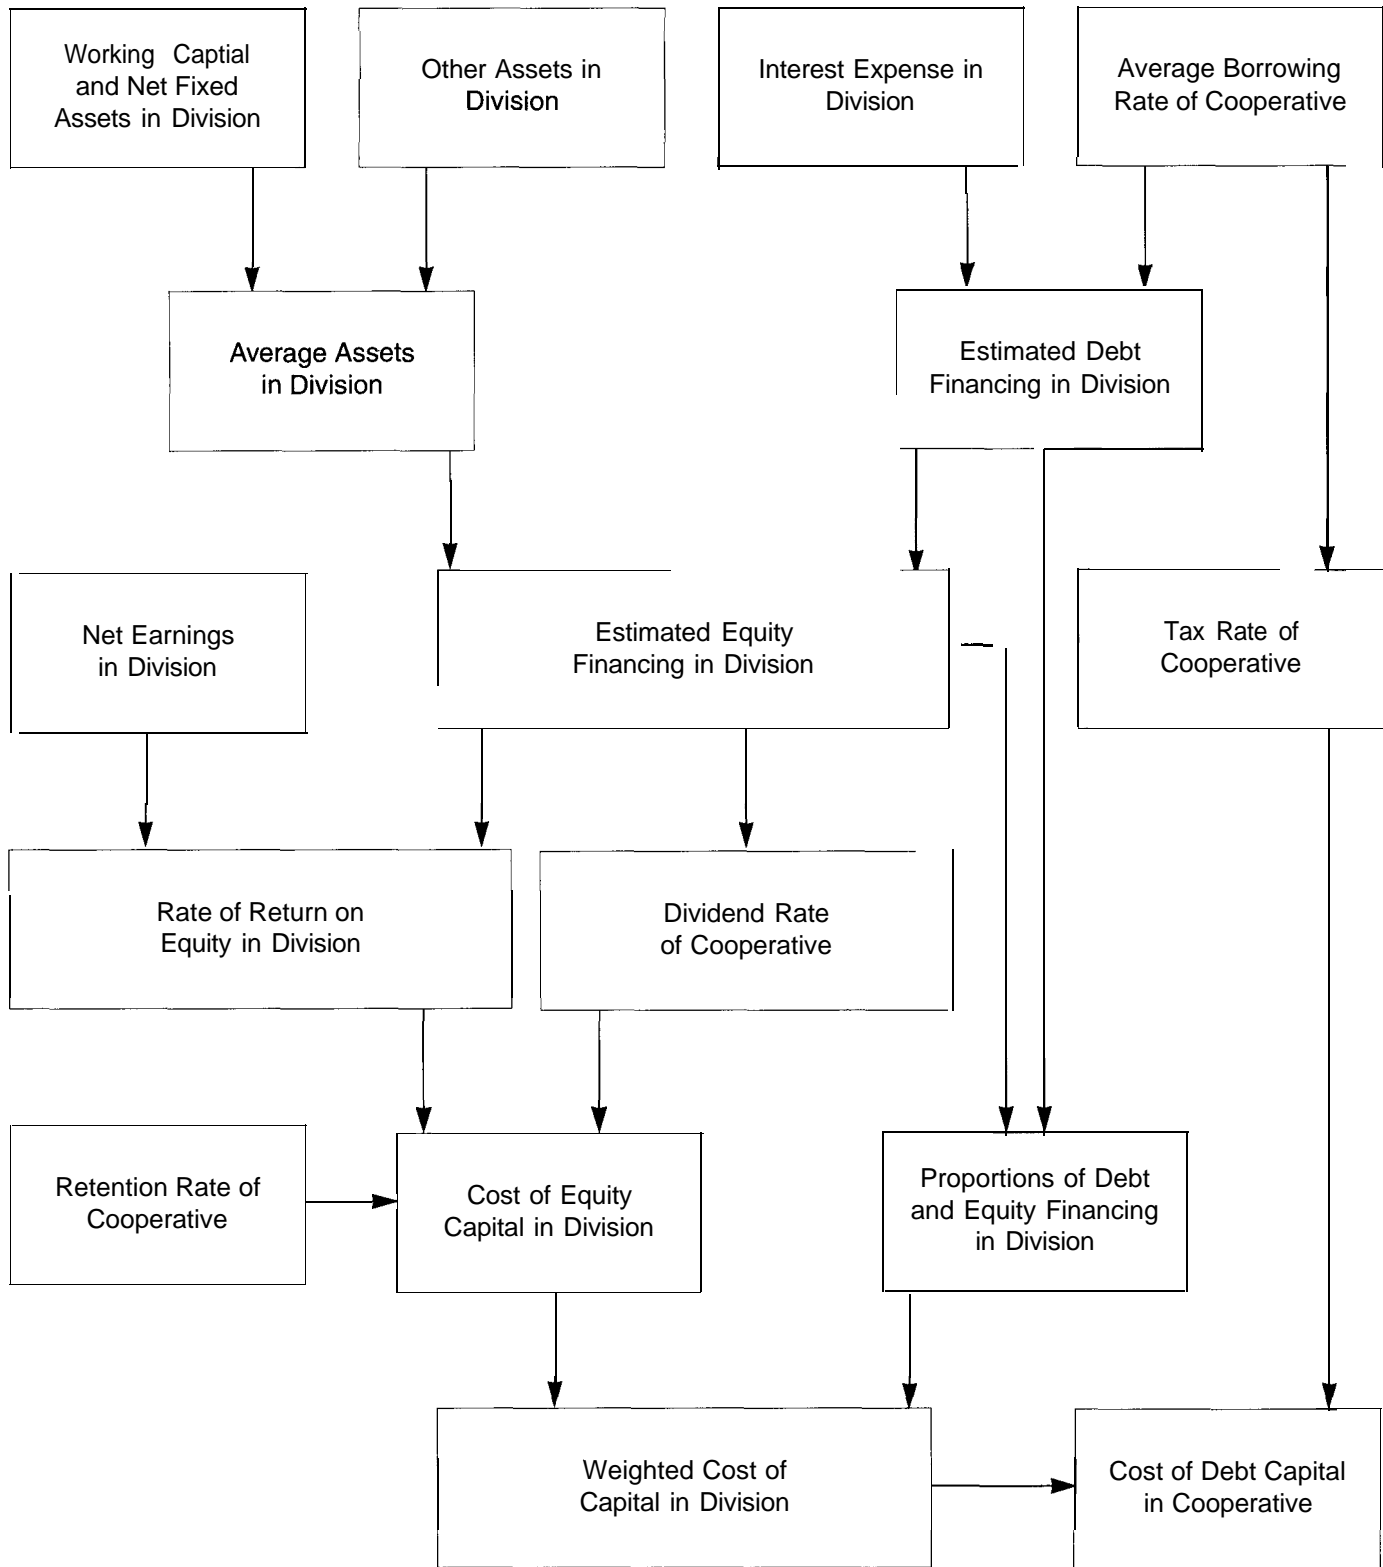 Working Captial
and Net Fixed
Assets in Division
Other Assets in
Division
Interest Expense in
Division
Average Borrowing
Rate of Cooperative
Average Assets
in Division
Estimated Debt
Financing in Division
Net Earnings
in Division
Estimated Equity
Financing in Division
Tax Rate of
Cooperative
Rate of Return on
Equity in Division
Dividend Rate
of Cooperative
Retention Rate of
Cooperative
Cost of Equity
Capital in Division
Proportions of Debt
and Equity Financing
in Division
Weighted Cost of
Capital in Division
Cost of Debt Capital
in Cooperative